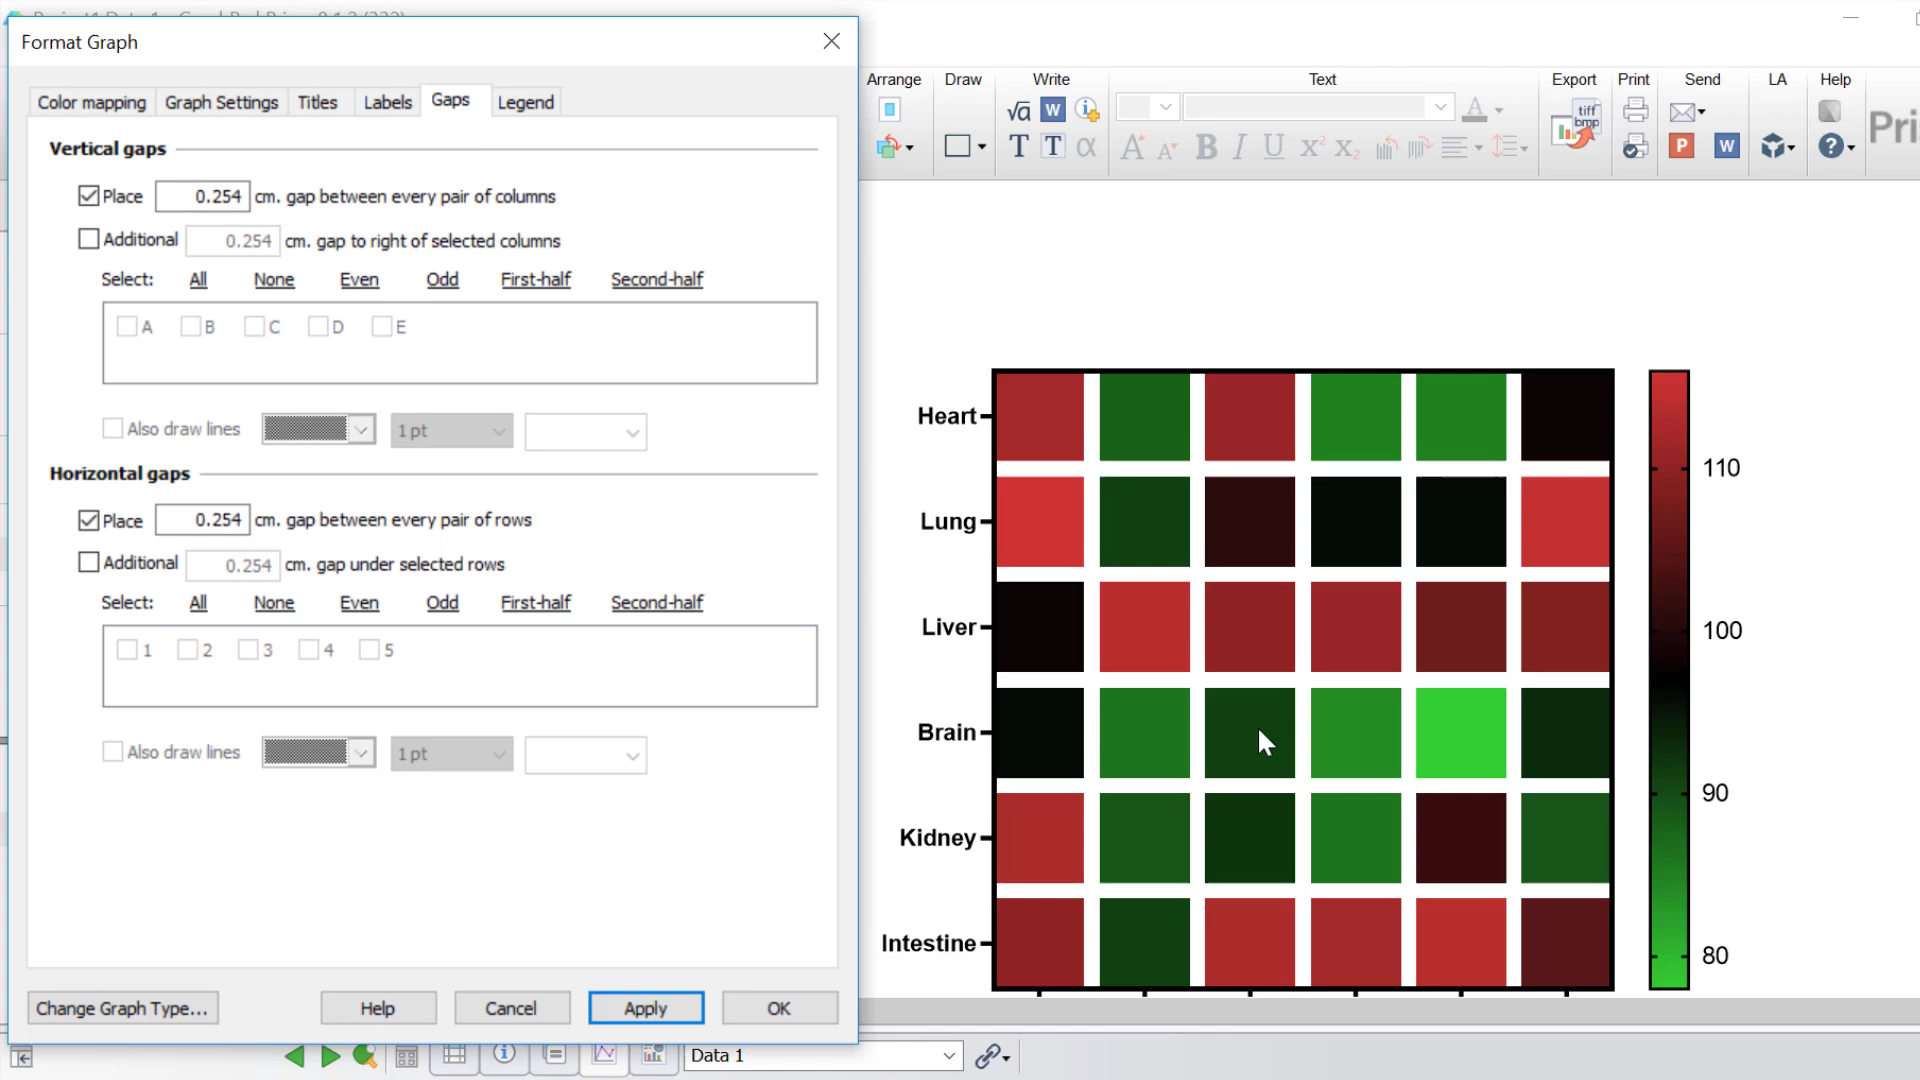 Format Graph
Color mapping Graph Settings Titles Labels Gaps Legend
Vertical gaps
Place 0.254 cm. gap between every pair of columns
Additional 0.254 cm. gap to right of selected columns
Select: All None Even Odd First-half Second-half
A B C D E
Also draw lines 1 pt
Horizontal gaps
Place 0.254 cm. gap between every pair of rows
Additional 0.254 cm. gap under selected rows
Select: All None Even Odd First-half Second-half
1 2 3 4 5
Also draw lines 1 pt
Change Graph Type... Help Cancel Apply OK
Arrange Draw Write Text Export Print Send LA Help
√α W tiff
bmp
T T α A A B I U X² X₂ P W ?
Pri
Heart
Lung
Liver
Brain
Kidney
Intestine
110
100
90
80
Data 1